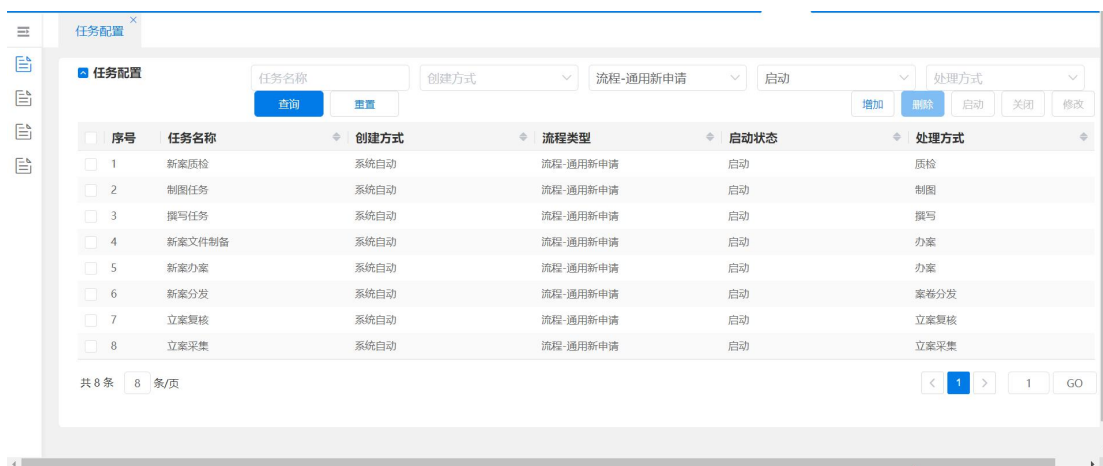 任务配置
任务配置 任务名称 创建方式 流程-通用新申请 启动 处理方式
查询 重置 增加 删除 启动 关闭 修改
序号 任务名称 创建方式 流程类型 启动状态 处理方式
1 新案质检 系统自动 流程-通用新申请 启动 质检
2 制图任务 系统自动 流程-通用新申请 启动 制图
3 撰写任务 系统自动 流程-通用新申请 启动 撰写
4 新案文件制备 系统自动 流程-通用新申请 启动 办案
5 新案办案 系统自动 流程-通用新申请 启动 办案
6 新案分发 系统自动 流程-通用新申请 启动 案卷分发
7 立案复核 系统自动 流程-通用新申请 启动 立案复核
8 立案采集 系统自动 流程-通用新申请 启动 立案采集
共 8 条 8 条/页 1 1 GO